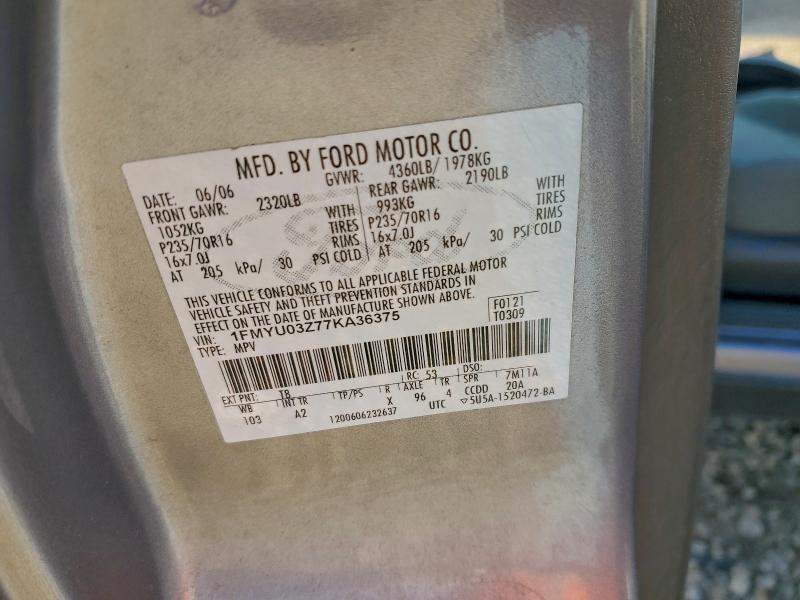 MFD. BY FORD MOTOR CO.
DATE: 06/06 GVWR: 4360LB/ 1978KG
FRONT GAWR: 2320LB REAR GAWR: 2190LB
1052KG WITH 993KG WITH
P235/70R16 TIRES P235/70R16 TIRES
16x7.0J RIMS 16x7.0J RIMS
AT 205 kPa/ 30 PSI COLD AT 205 kPa/ 30 PSI COLD
Ford
THIS VEHICLE CONFORMS TO ALL APPLICABLE FEDERAL MOTOR
VEHICLE SAFETY AND THEFT PREVENTION STANDARDS IN
EFFECT ON THE DATE OF MANUFACTURE SHOWN ABOVE.
VIN: 1FMYU03Z77KA36375 F0121
TYPE: MPV T0309
EXT PNT: T8 RC: 53 DSO:
WB INT TR TP/PS R AXLE TR SPR 7M11A
103 A2 X 96 4 CCDD 20A
1200606232637 UTC ▽5U5A-1520472-BA